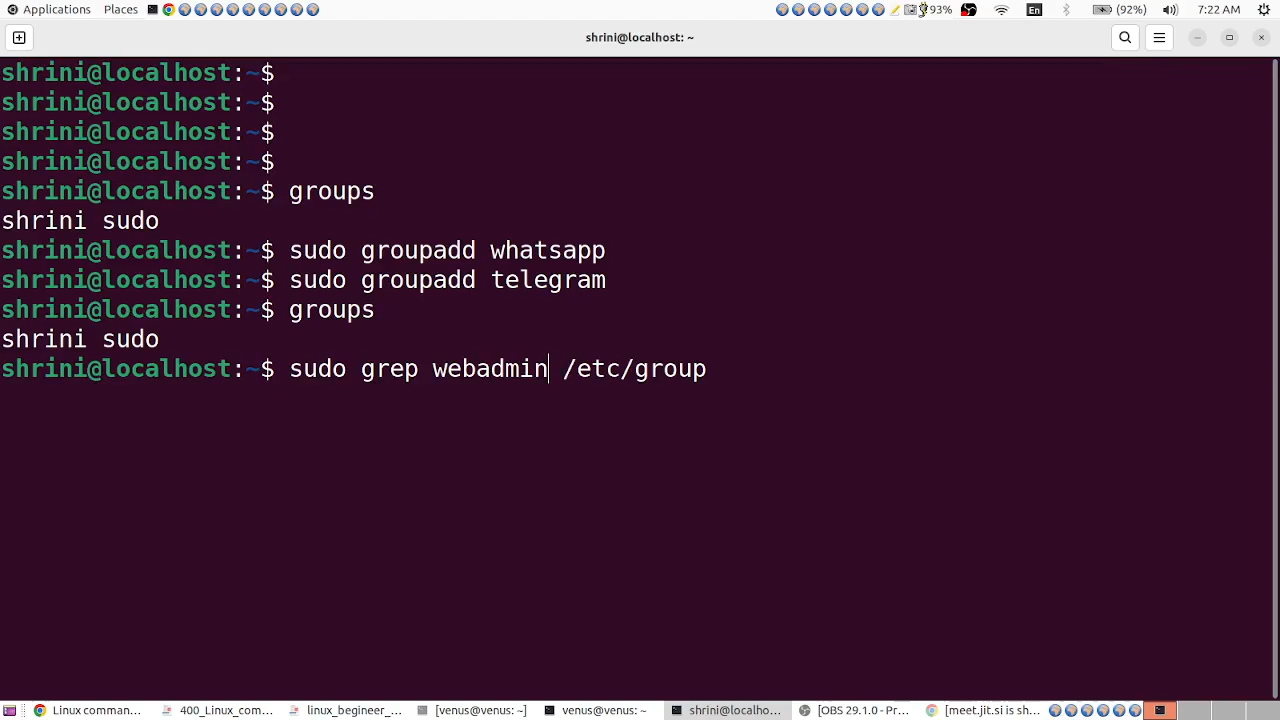 Applications Places 93% En (92%) 7:22 AM
shrini@localhost: ~
shrini@localhost:~$
shrini@localhost:~$
shrini@localhost:~$
shrini@localhost:~$
shrini@localhost:~$ groups
shrini sudo
shrini@localhost:~$ sudo groupadd whatsapp
shrini@localhost:~$ sudo groupadd telegram
shrini@localhost:~$ groups
shrini sudo
shrini@localhost:~$ sudo grep webadmin /etc/group
Linux comman... 400_Linux_com... linux_begineer_... [venus@venus: ~] venus@venus: ~ shrini@localho... [OBS 29.1.0 - Pr... [meet.jit.si is sh...